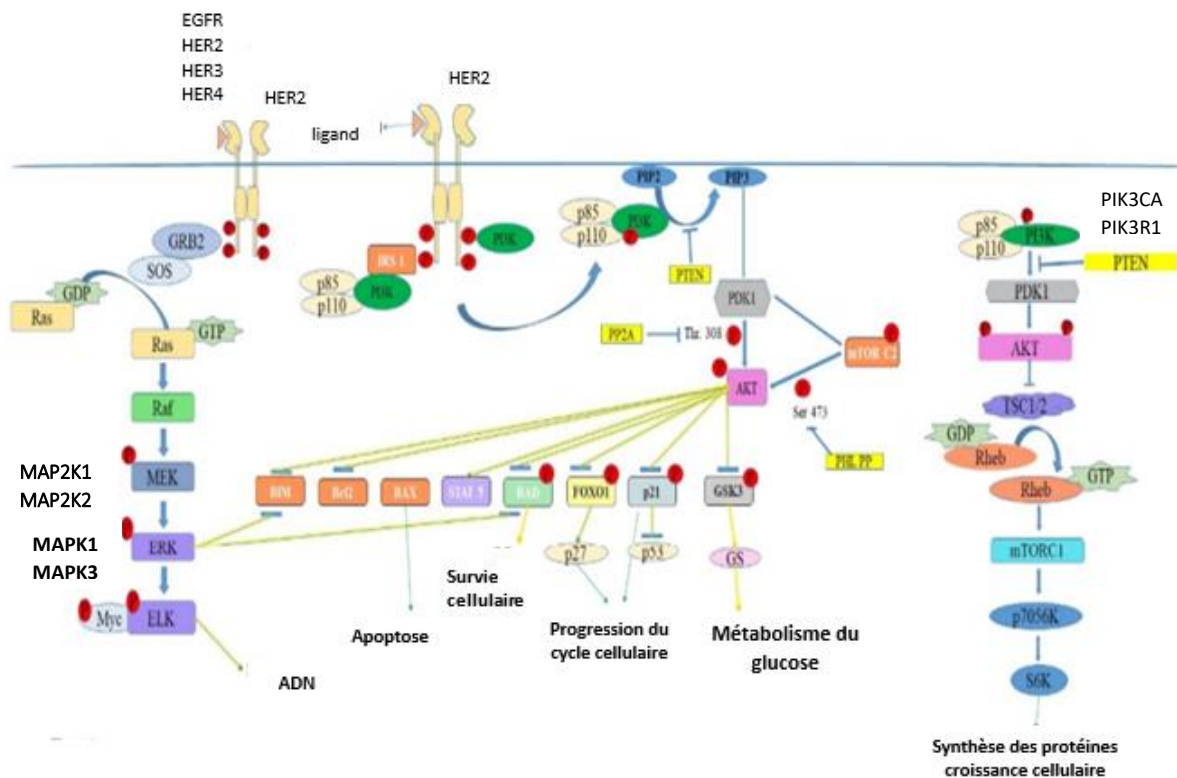 EGFR
HER2
HER3
HER4
HER2
HER2
ligand
PIP2
PIP3
p85
p110
PI3K
PIK3CA
PIK3R1
p85
p110
PI3K
GRB2
SOS
PDK
IRS 1
p85
p110
PI3K
PTEN
PTEN
GDP
Ras
Ras
GTP
PDK1
PDK1
PP2A
Thr. 308
mTOR C2
AKT
AKT
Raf
Ser 473
TSC1/2
PHLPP
GDP
Rheb
GTP
Rheb
MAP2K1
MAP2K2
MEK
BIM
Bcl2
BAX
STAT 5
BAD
FOXO1
p21
GSK3
MAPK1
MAPK3
ERK
p27
p53
GS
mTORC1
Survie
cellulaire
Myc
ELK
p7056K
Apoptose
Progression du
cycle cellulaire
Métabolisme du
glucose
ADN
S6K
Synthèse des protéines
croissance cellulaire